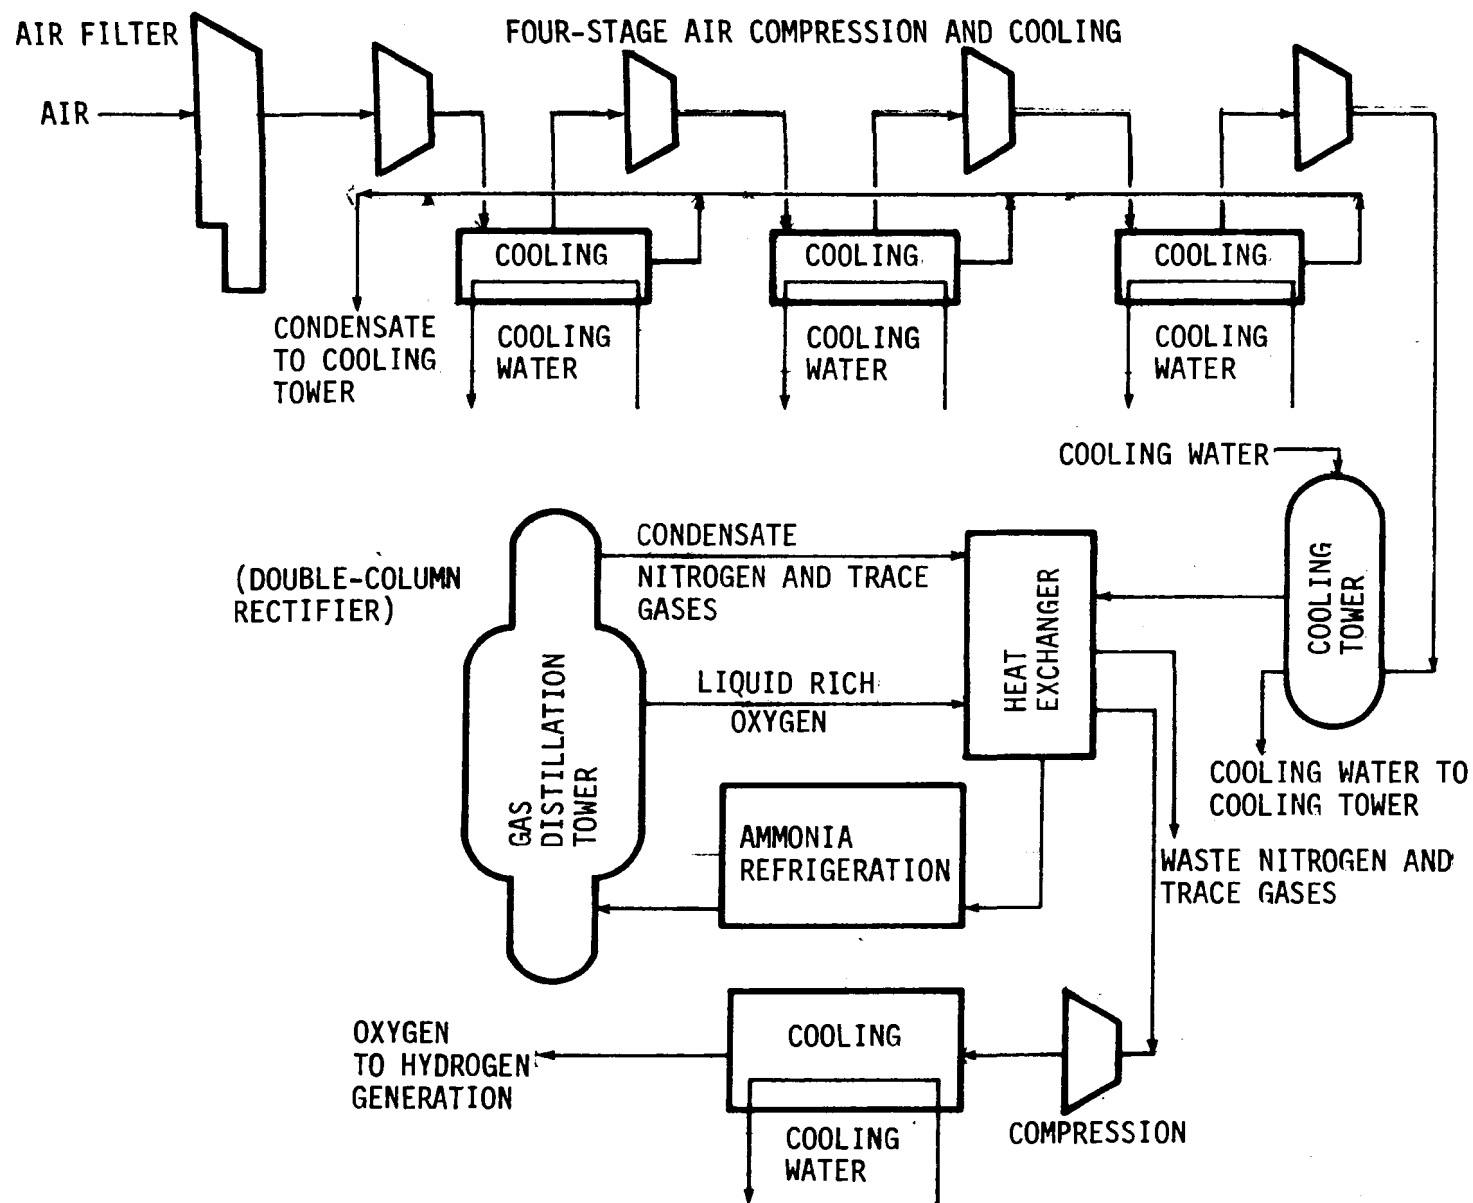 AIR FILTER
FOUR-STAGE AIR COMPRESSION AND COOLING
AIR
COOLING
COOLING
COOLING
CONDENSATE
TO COOLING
TOWER
COOLING
WATER
COOLING
WATER
COOLING
WATER
COOLING WATER
COOLING
TOWER
(DOUBLE-COLUMN
RECTIFIER)
CONDENSATE
NITROGEN AND TRACE
GASES
HEAT
EXCHANGER
LIQUID RICH
OXYGEN
GAS
DISTILLATION
TOWER
COOLING WATER TO
COOLING TOWER
AMMONIA
REFRIGERATION
WASTE NITROGEN AND
TRACE GASES
OXYGEN
TO HYDROGEN
GENERATION
COOLING
COMPRESSION
COOLING
WATER